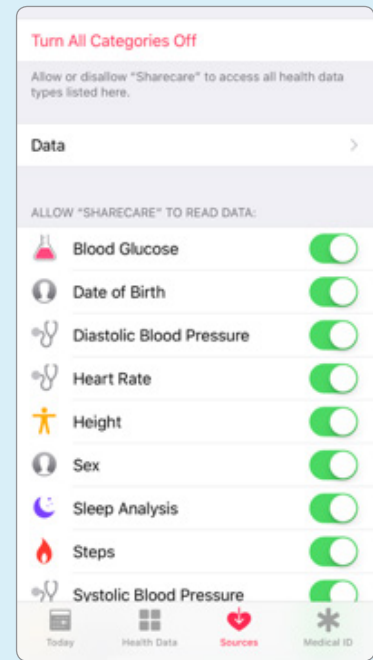 Turn All Categories Off
Allow or disallow “Sharecare” to access all health data
types listed here.
Data
ALLOW “SHARECARE” TO READ DATA:
Blood Glucose
Date of Birth
Diastolic Blood Pressure
Heart Rate
Height
Sex
Sleep Analysis
Steps
Systolic Blood Pressure
Today
Health Data
Sources
Medical ID